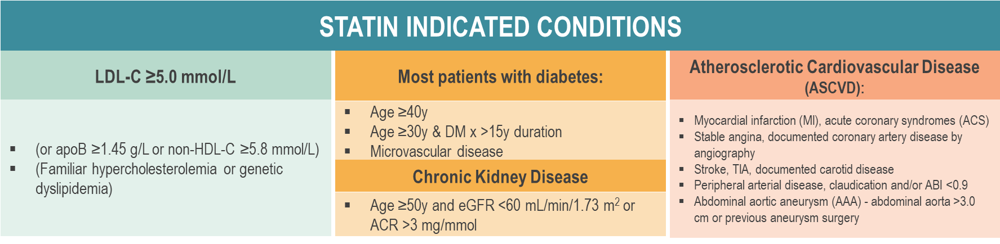 STATIN INDICATED CONDITIONS
LDL-C ≥5.0 mmol/L
▪ (or apoB ≥1.45 g/L or non-HDL-C ≥5.8 mmol/L)
▪ (Familiar hypercholesterolemia or genetic
dyslipidemia)
Most patients with diabetes:
▪ Age ≥40y
▪ Age ≥30y & DM x >15y duration
▪ Microvascular disease
Chronic Kidney Disease
▪ Age ≥50y and eGFR <60 mL/min/1.73 m² or
ACR >3 mg/mmol
Atherosclerotic Cardiovascular Disease
(ASCVD):
▪ Myocardial infarction (MI), acute coronary syndromes (ACS)
▪ Stable angina, documented coronary artery disease by
angiography
▪ Stroke, TIA, documented carotid disease
▪ Peripheral arterial disease, claudication and/or ABI <0.9
▪ Abdominal aortic aneurysm (AAA) - abdominal aorta >3.0
cm or previous aneurysm surgery